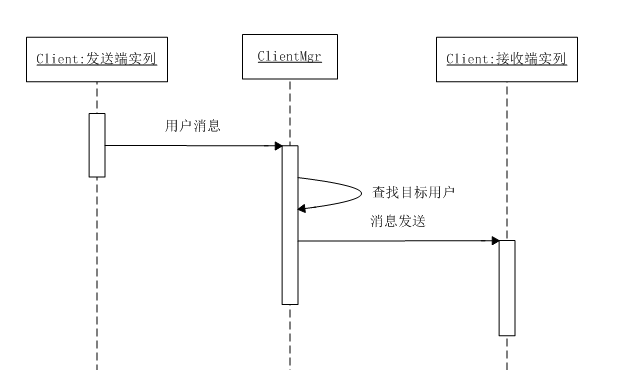 Client:发送端实列
ClientMgr
Client:接收端实列
用户消息
查找目标用户
消息发送